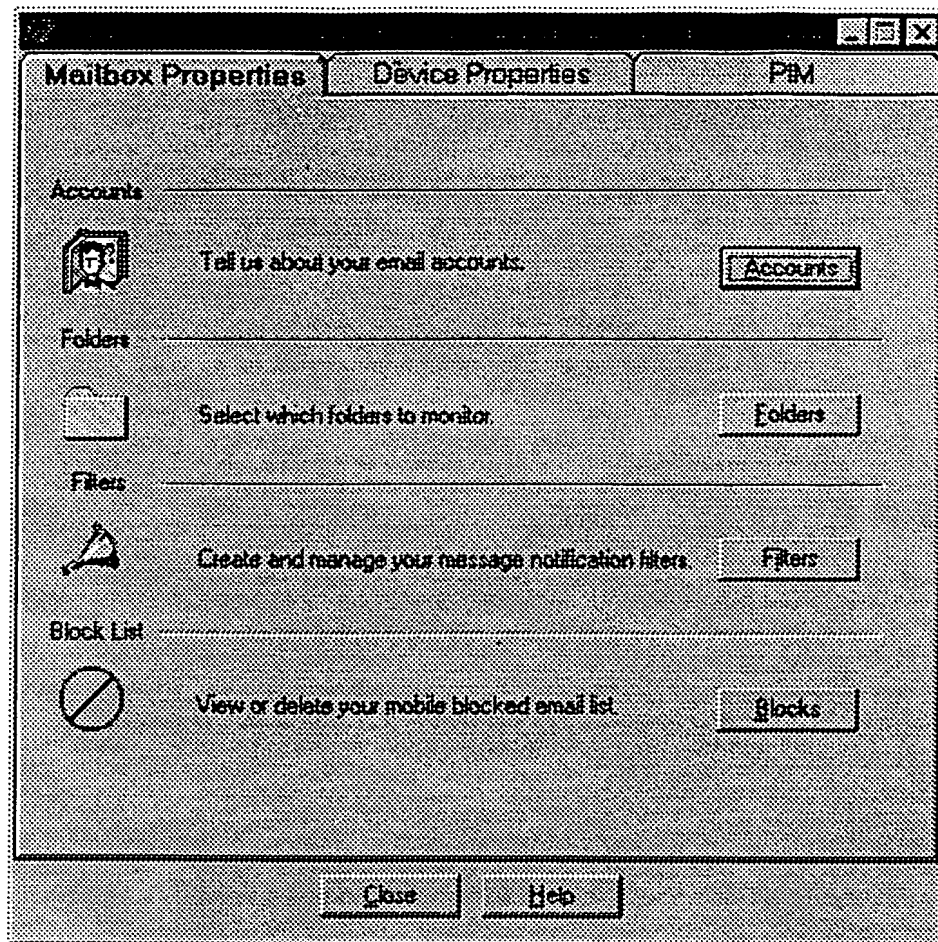 Mailbox Properties Device Properties PIM
Accounts
Tell us about your email accounts. Accounts
Folders
Select which folders to monitor. Folders
Filters
Create and manage your message notification filters. Filters
Block List
View or delete your mobile blocked email list. Blocks
Close Help